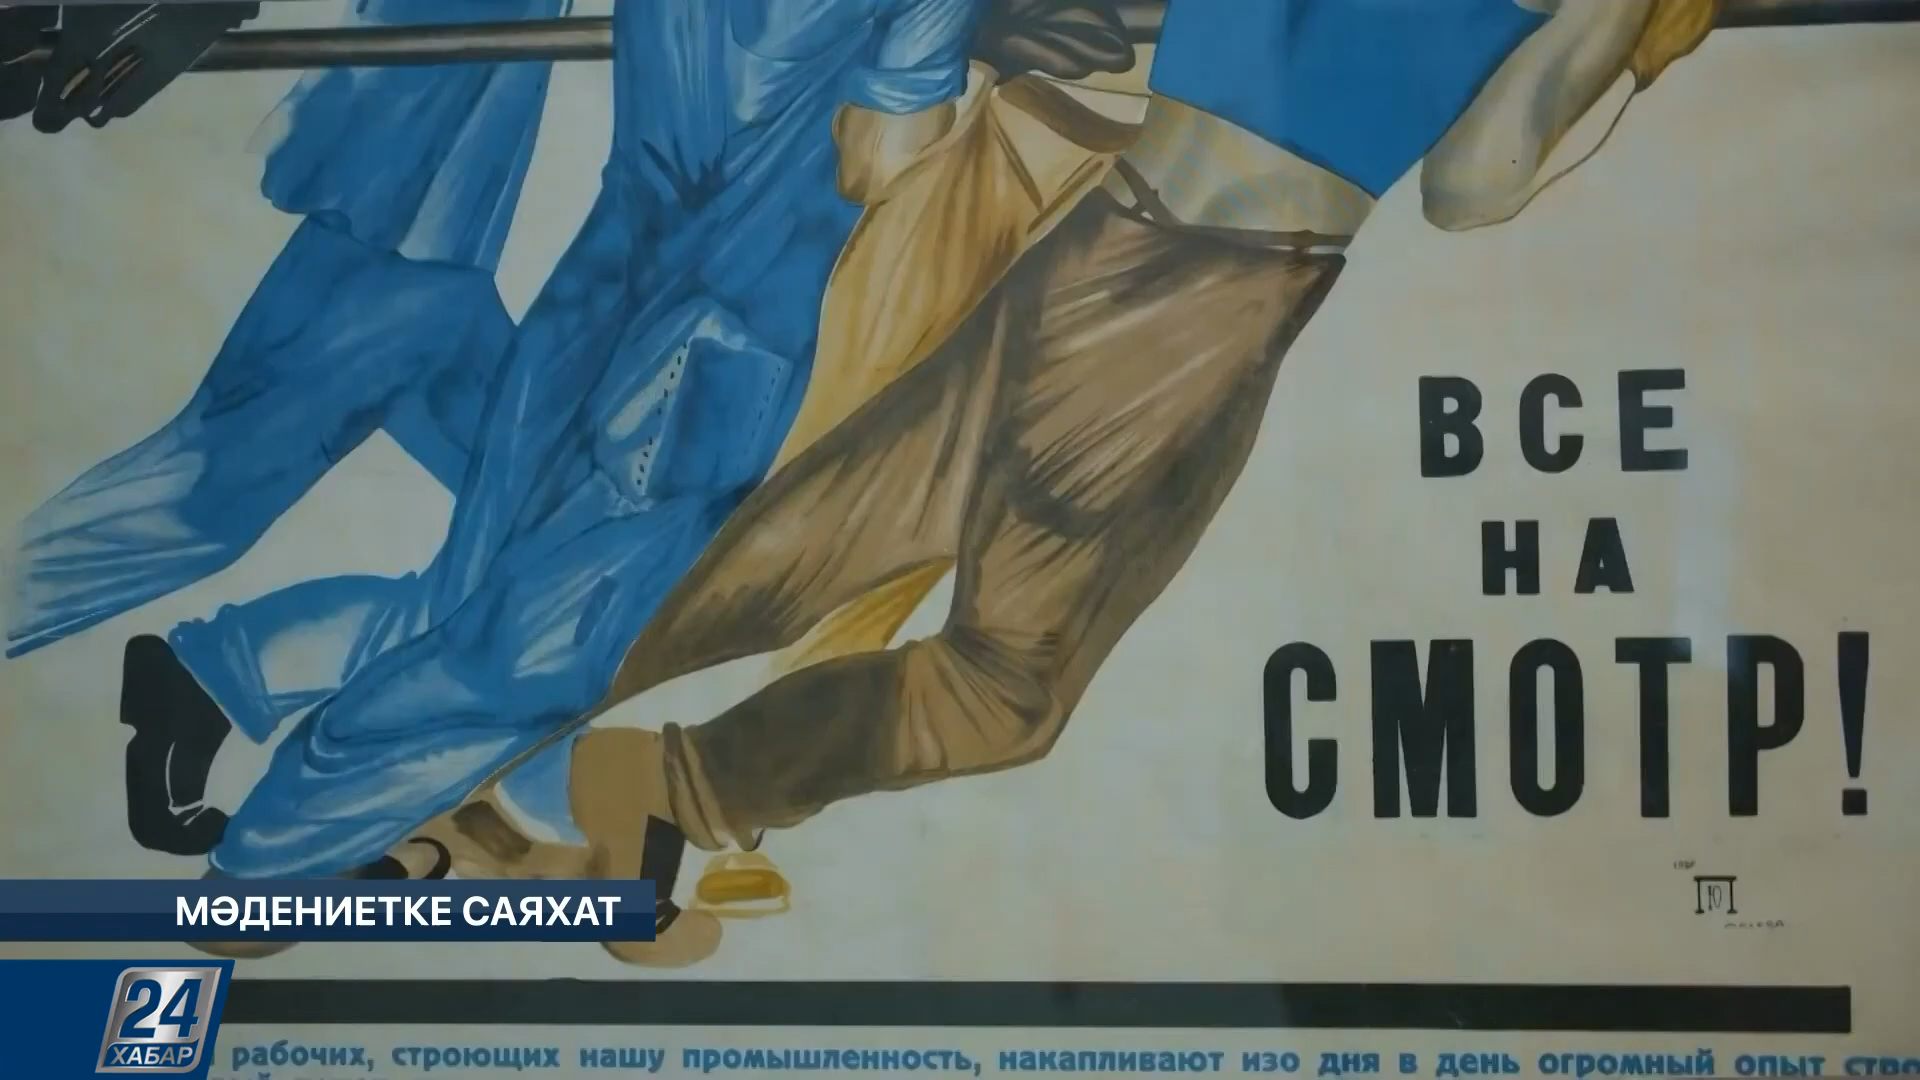 ВСЕ
НА
СМОТР!
МӘДЕНИЕТКЕ САЯХАТ
24
ХАБАР
рабочих, строющих нашу промышленность, накапливают изо дня в день огромный опыт